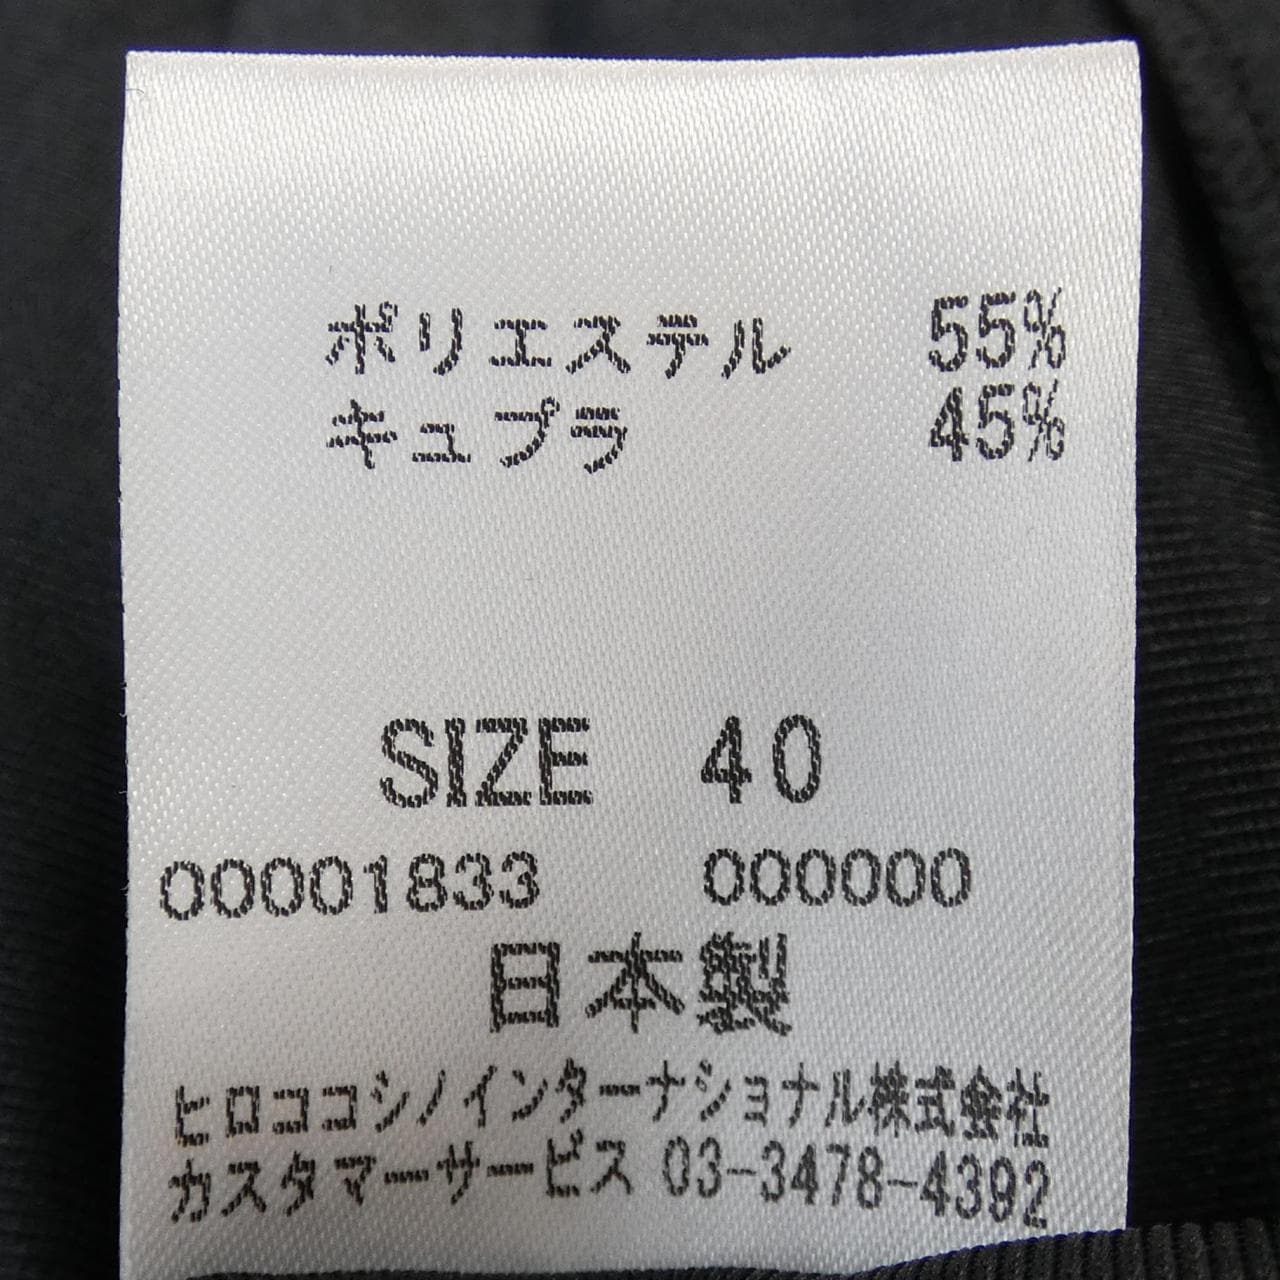 ポリエステル 55%
キュプラ 45%
SIZE 40
00001833 000000
日本製
ヒロココシノインターナショナル株式会社
カスタマーサービス 03-3478-4392